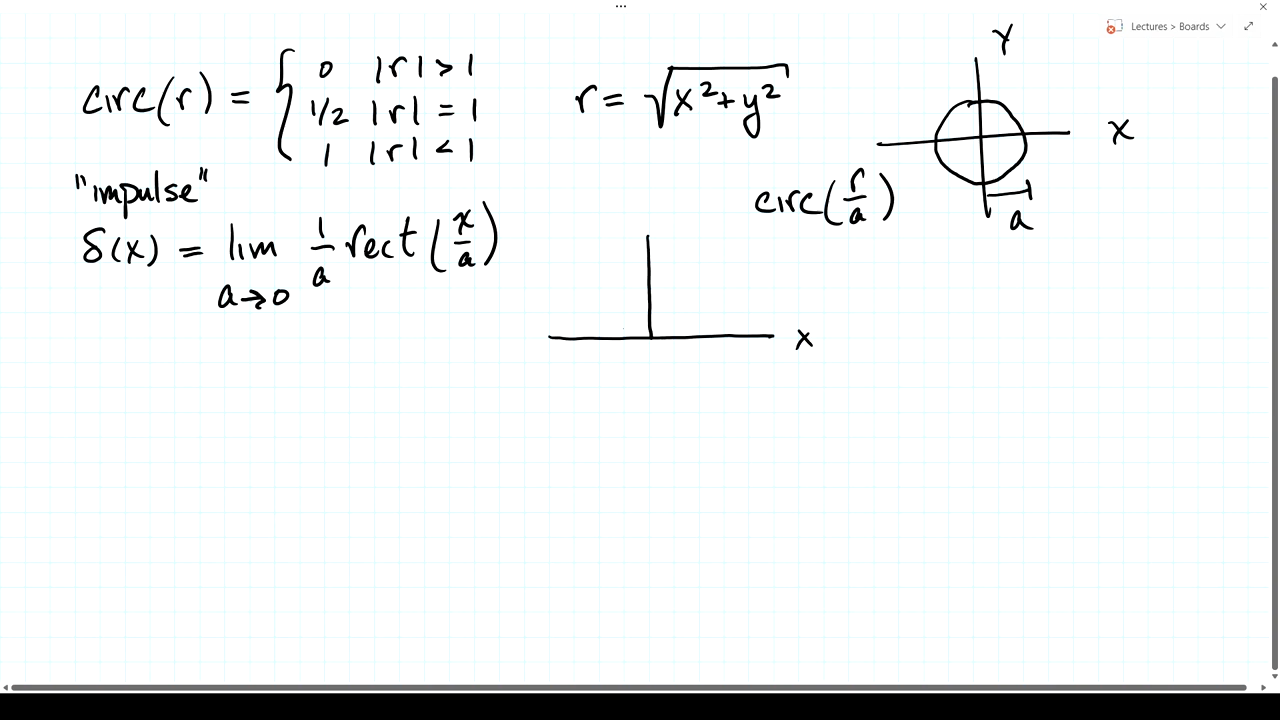 ...
Lectures > Boards
circ(r) = { 0 |r| > 1
1/2 |r| = 1
1 |r| < 1
r = √(x²+y²)
Y
X
circ(r/a)
a
"impulse"
δ(x) = lim 1/a rect(x/a)
a→0
x